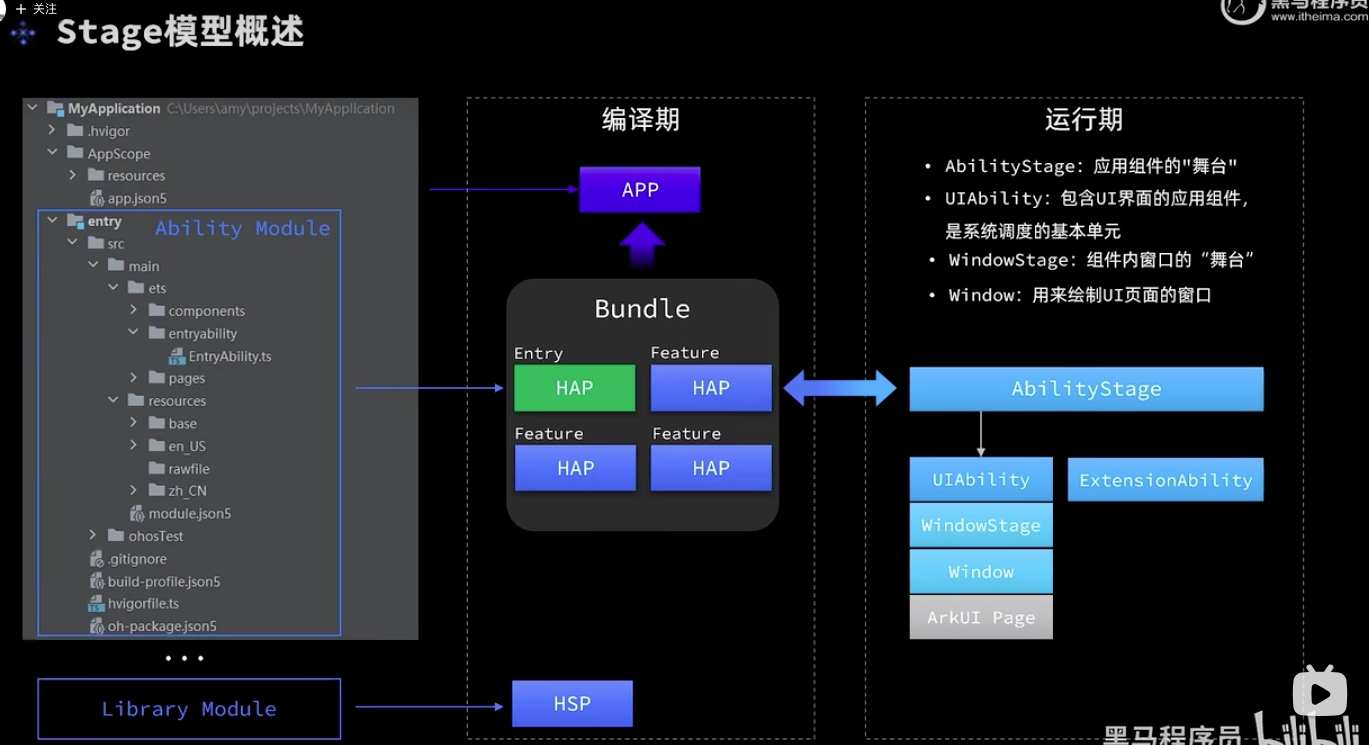 + 关注
Stage模型概述
黑马程序员
www.itheima.com
MyApplication C:\Users\amy\projects\MyApplication
.hvigor
AppScope
resources
app.json5
entry
Ability Module
src
main
ets
components
entryability
EntryAbility.ts
pages
resources
base
en_US
rawfile
zh_CN
module.json5
ohosTest
.gitignore
build-profile.json5
hvigorfile.ts
oh-package.json5
...
Library Module
编译期
APP
Bundle
Entry
HAP
Feature
HAP
Feature
HAP
Feature
HAP
HSP
运行期
• AbilityStage：应用组件的"舞台"
• UIAbility：包含UI界面的应用组件，
是系统调度的基本单元
• WindowStage：组件内窗口的“舞台”
• Window：用来绘制UI页面的窗口
AbilityStage
UIAbility
ExtensionAbility
WindowStage
Window
ArkUI Page
黑马程序员 bilibili